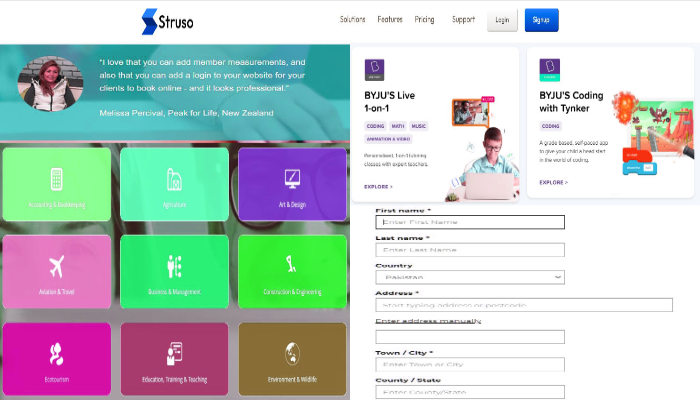 Struso
Solutions
Features
Pricing
Support
Login
Signup
"I love that you can add member measurements, and
also that you can add a login to your website for your
clients to book online - and it looks professional."
Melissa Percival, Peak for Life, New Zealand
BYJU'S Live
1-on-1
CODING
MATH
MUSIC
ANIMATION & VIDEO
Personalised, 1-on-1 tutoring
classes with expert teachers.
EXPLORE >
BYJU'S Coding
with Tynker
CODING
A grade based, self-paced app
to give your child a head start
in the world of coding.
EXPLORE >
Accounting & Bookkeeping
Agriculture
Art & Design
Aviation & Travel
Business & Management
Construction & Engineering
Ecotourism
Education, Training & Teaching
Environment & Wildlife
First name *
Enter First Name
Last name *
Enter Last Name
Country
Pakistan
Address *
Start typing address or postcode
Enter address manually
Town / City *
Enter Town or City
County / State
Enter County/State